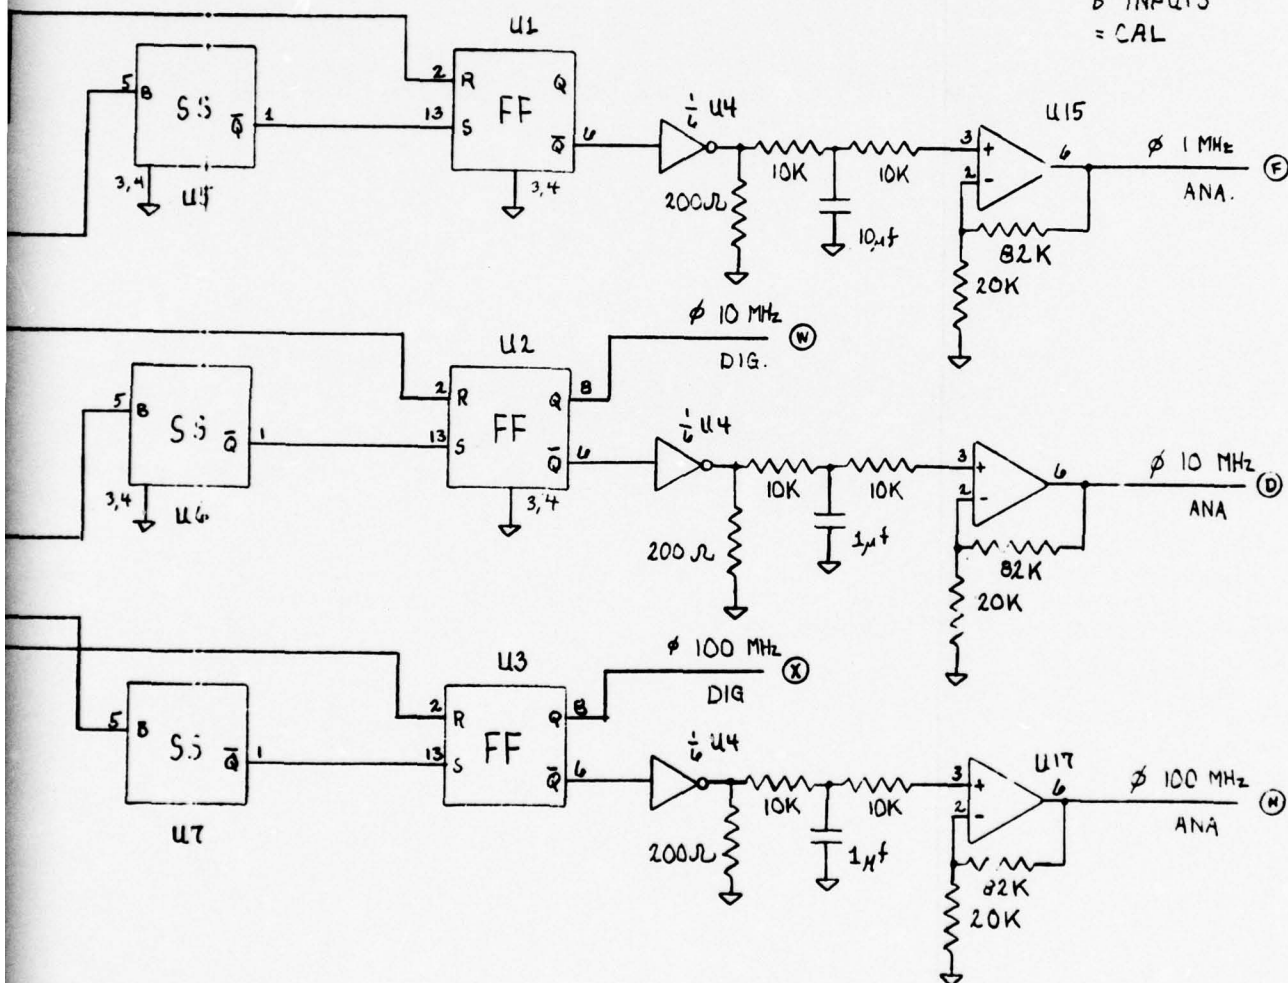 B INPUTS
= CAL
U1
5 B SS Q̅ 1
3,4
U5
2 R Q
13 S FF Q̅ 6
3,4
1/6 U4
200Ω
10K
10K
10μf
U15
3 +
2 -
6
82K
20K
φ 1 MHz
ANA.
F
φ 10 MHz
DIG.
W
U2
5 B SS Q̅ 1
3,4
U6
2 R Q 8
13 S FF Q̅ 6
3,4
1/6 U4
200Ω
10K
10K
1μf
3 +
2 -
6
82K
20K
φ 10 MHz
ANA
D
φ 100 MHz
DIG
X
U3
5 B SS Q̅ 1
U7
2 R Q 8
13 S FF Q̅ 6
1/6 U4
200Ω
10K
10K
1μf
U17
3 +
2 -
6
82K
20K
φ 100 MHz
ANA
N